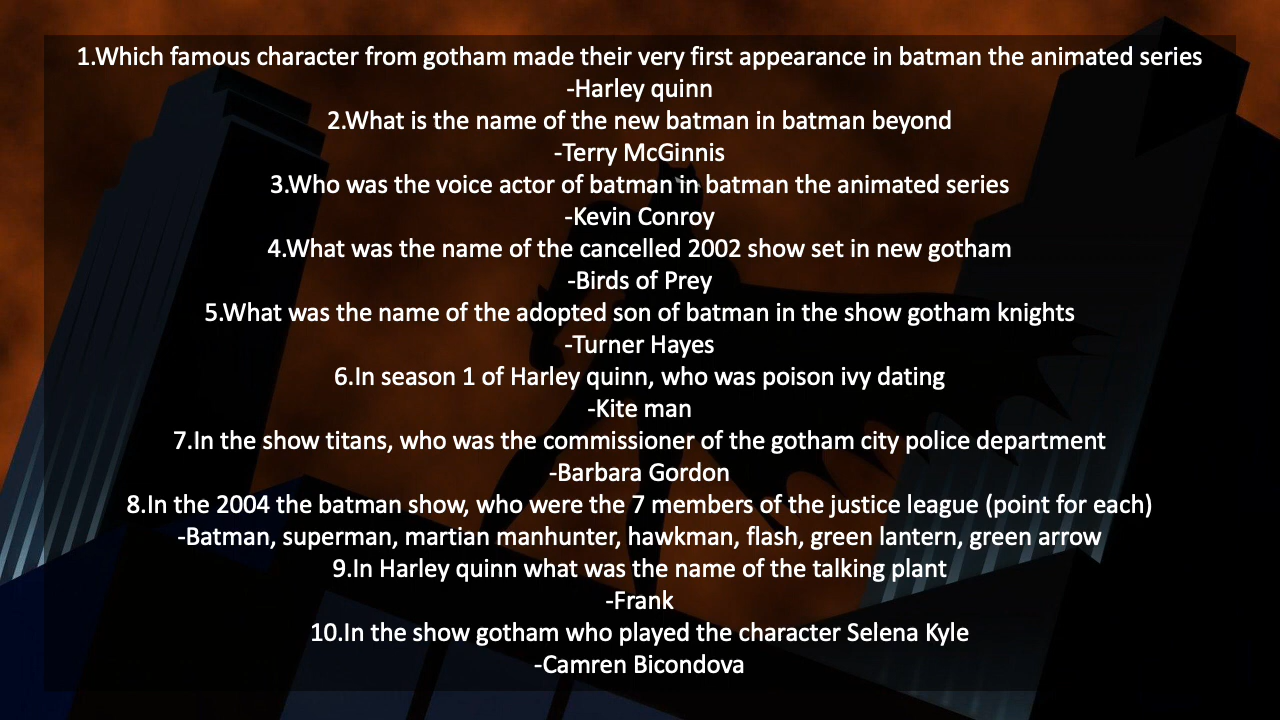 1.Which famous character from gotham made their very first appearance in batman the animated series
-Harley quinn
2.What is the name of the new batman in batman beyond
-Terry McGinnis
3.Who was the voice actor of batman in batman the animated series
-Kevin Conroy
4.What was the name of the cancelled 2002 show set in new gotham
-Birds of Prey
5.What was the name of the adopted son of batman in the show gotham knights
-Turner Hayes
6.In season 1 of Harley quinn, who was poison ivy dating
-Kite man
7.In the show titans, who was the commissioner of the gotham city police department
-Barbara Gordon
8.In the 2004 the batman show, who were the 7 members of the justice league (point for each)
-Batman, superman, martian manhunter, hawkman, flash, green lantern, green arrow
9.In Harley quinn what was the name of the talking plant
-Frank
10.In the show gotham who played the character Selena Kyle
-Camren Bicondova